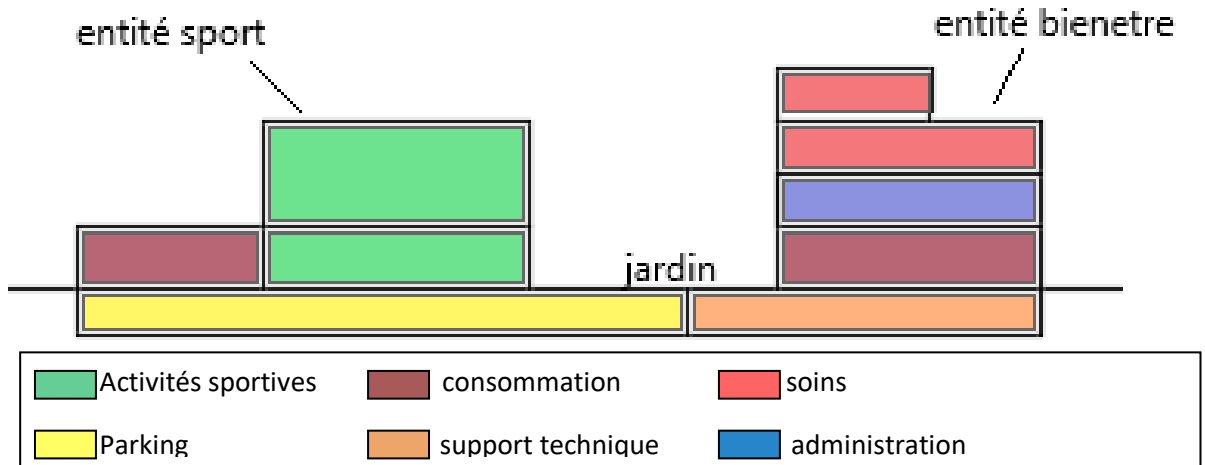 entité sport
entité bienetre
jardin
Activités sportives
consommation
soins
Parking
support technique
administration